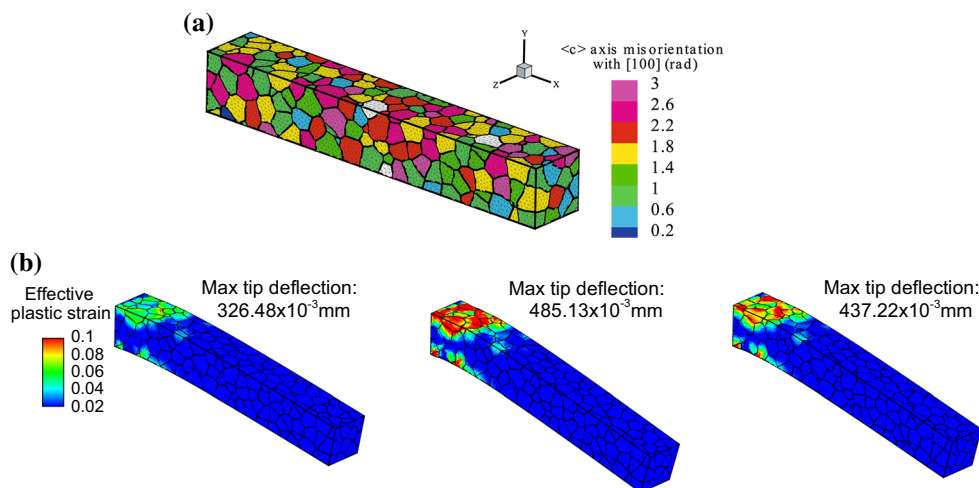 (a)
Y
Z
X
<c> axis misorientation
with [100] (rad)
3
2.6
2.2
1.8
1.4
1
0.6
0.2
(b)
Effective
plastic strain
0.1
0.08
0.06
0.04
0.02
Max tip deflection:
326.48x10⁻³mm
Max tip deflection:
485.13x10⁻³mm
Max tip deflection:
437.22x10⁻³mm